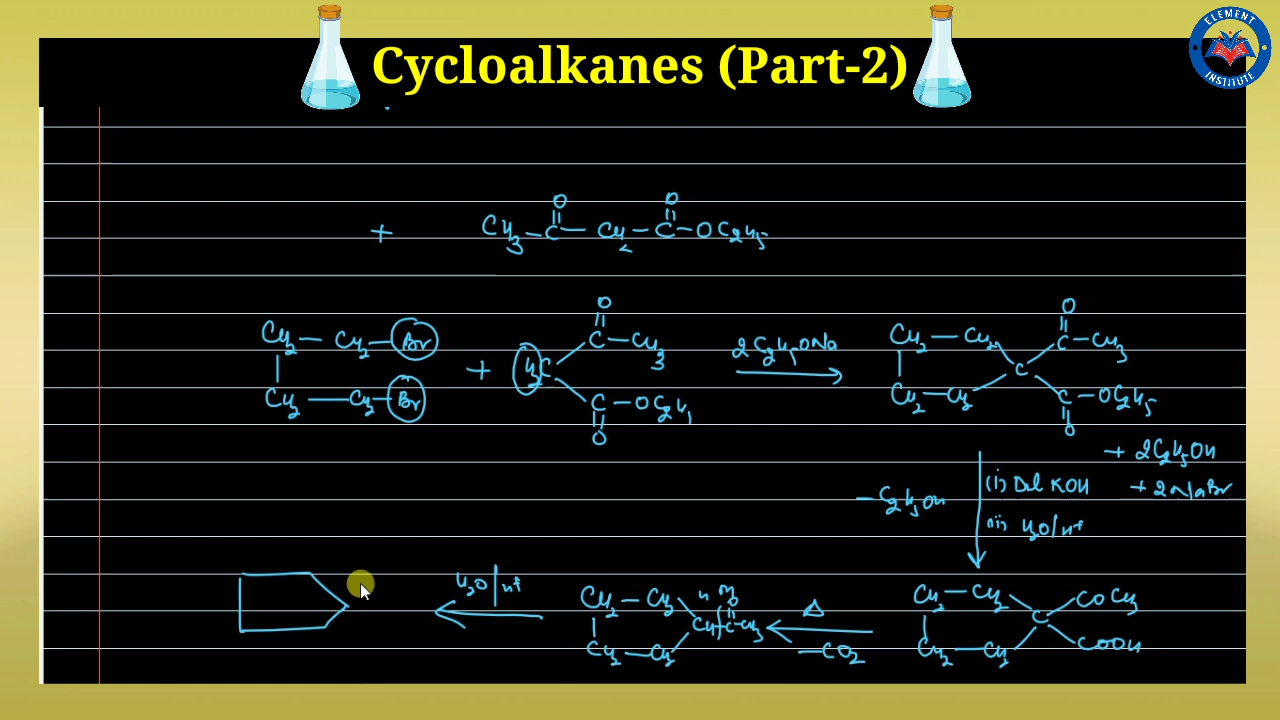 Cycloalkanes (Part-2)
ELEMENT INSTITUTE
O O
|| ||
+ CH3 – C – CH2 – C – OC2H5
O O
CH2 – CH2 – Br || 2 C2H5ONa CH2 – CH2 ||
| + H2C C – CH3 → | C C – CH3
CH2 – CH2 – Br C – OC2H5 CH2 – CH2 C – OC2H5
|| ||
O O
+ 2C2H5OH
(i) Dil KOH + 2NaBr
– C2H5OH
(ii) H2O/H+
H2O/H+ CH2 – CH2 O Δ CH2 – CH2 COCH3
← | CH – C – CH3 ← | C
CH2 – CH2 – CO2 CH2 – CH2 COOH